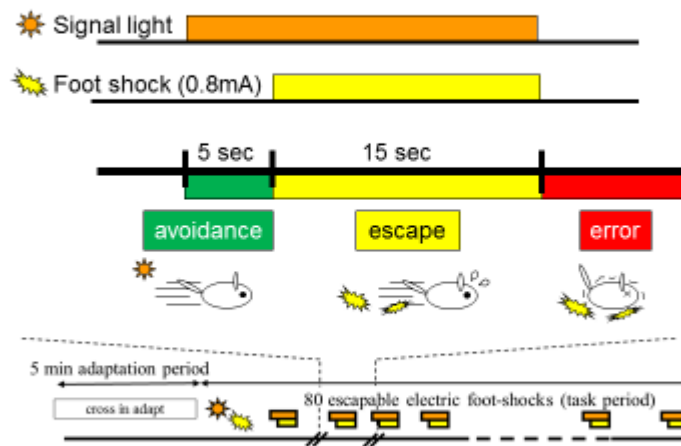 Signal light
Foot shock (0.8mA)
5 sec 15 sec
avoidance escape error
5 min adaptation period
80 escapable electric foot-shocks (task period)
cross in adapt